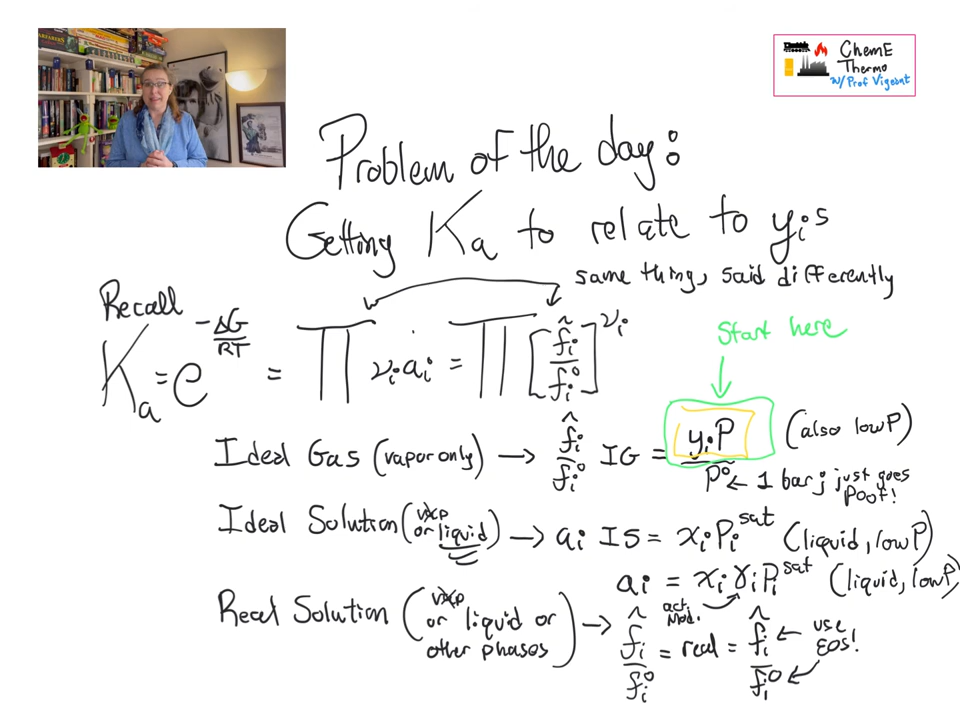 ChemE
Thermo
w/ Prof Vigeant
Problem of the day:
Getting Ka to relate to yᵢs
same thing, said differently
Recall
Kₐ = e^(-ΔG/RT) = ∏ νᵢaᵢ = ∏ [f̂ᵢ/fᵢ°]^νᵢ
Start here
Ideal Gas (vapor only) → f̂ᵢ/fᵢ° IG = yᵢP/P° (also low P)
← 1 bar; just goes poof!
Ideal Solution (vap or liquid) → aᵢ IS = xᵢPᵢ^sat (liquid, low P)
aᵢ = xᵢγᵢPᵢ^sat (liquid, low P)
act. mod.
Real Solution (vap or liquid or other phases) → f̂ᵢ/fᵢ° = real = f̂ᵢ/fᵢ° ← use EOS!